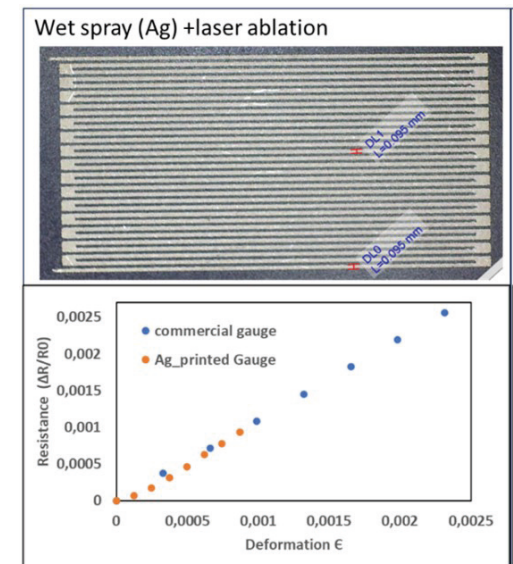 Wet spray (Ag) +laser ablation
DL1
L=0.095 mm
DL0
L=0.095 mm
0,0025
0,002
0,0015
0,001
0,0005
0
Resistance (ΔR/R0)
commercial gauge
Ag_printed Gauge
0 0,0005 0,001 0,0015 0,002 0,0025
Deformation Є